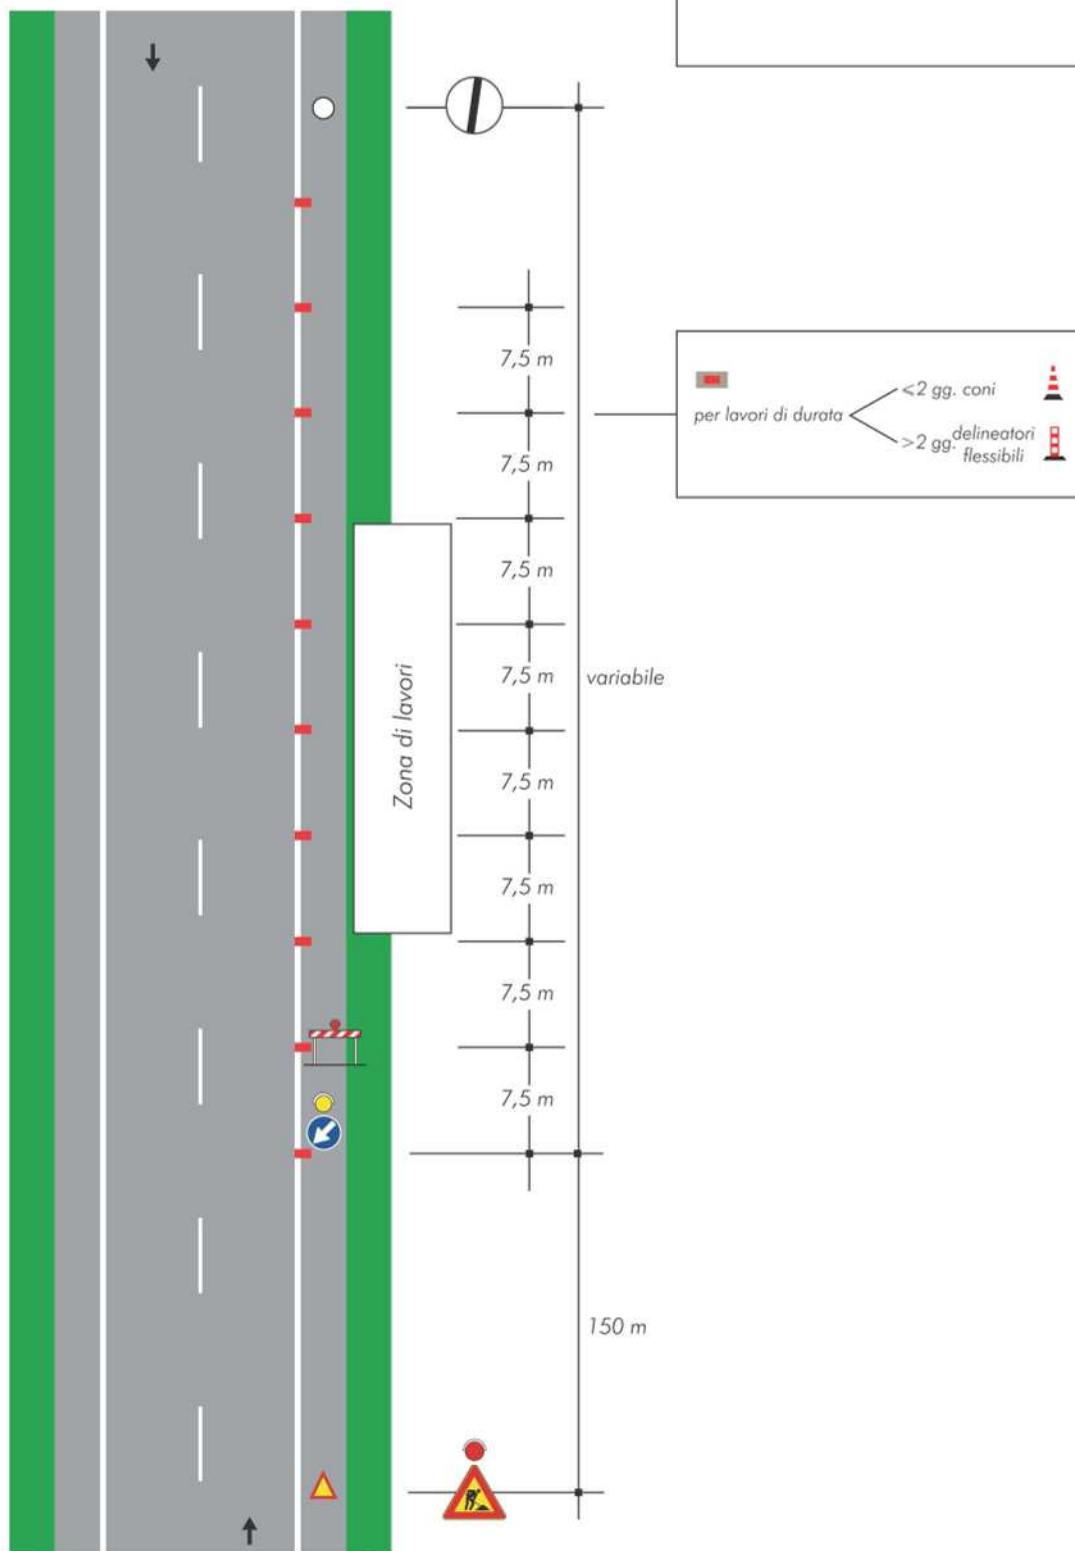 7,5 m
≤2 gg. coni
per lavori di durata
>2 gg. delineatori
flessibili
7,5 m
7,5 m
7,5 m
variabile
Zona di lavori
7,5 m
7,5 m
7,5 m
7,5 m
150 m